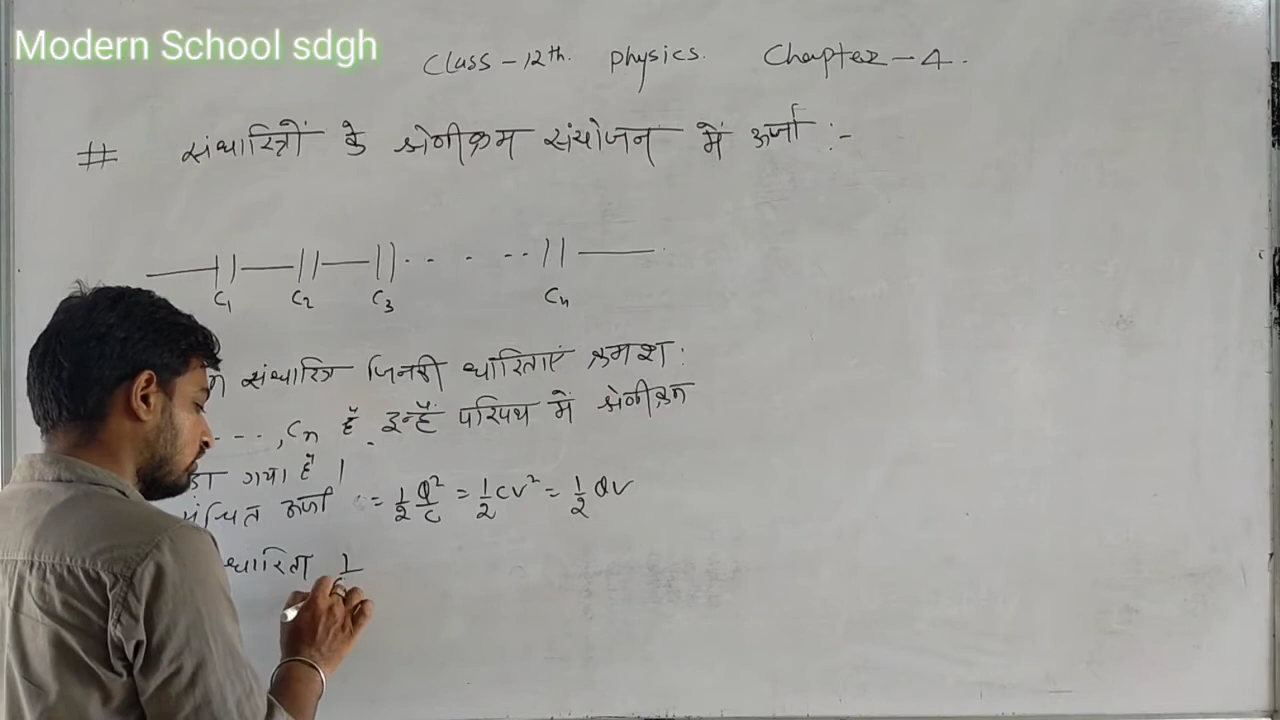 Modern School sdgh
Class-12th. Physics. Chapter-4.
# संधारित्रों के श्रेणीक्रम संयोजन में ऊर्जा :-
C1 C2 C3 Cn
संधारित्र जिनकी धारिताएं क्रमश:
...., Cn हैं. इन्हें परिपथ में श्रेणीक्रम
गया है।
संचित ऊर्जा = 1/2 Q²/C = 1/2 CV² = 1/2 QV
धारिता 1